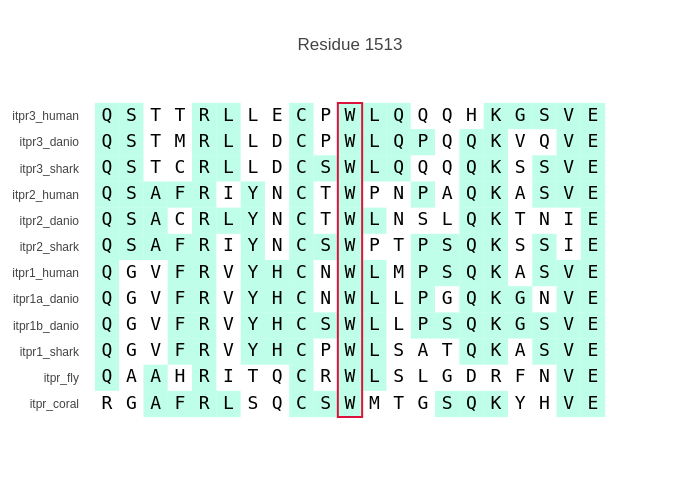 Residue 1513
itpr3_human Q S T T R L L E C P W L Q Q Q H K G S V E
itpr3_danio Q S T M R L L D C P W L Q P Q Q K V Q V E
itpr3_shark Q S T C R L L D C S W L Q Q Q Q K S S V E
itpr2_human Q S A F R I Y N C T W P N P A Q K A S V E
itpr2_danio Q S A C R L Y N C T W L N S L Q K T N I E
itpr2_shark Q S A F R I Y N C S W P T P S Q K S S I E
itpr1_human Q G V F R V Y H C N W L M P S Q K A S V E
itpr1a_danio Q G V F R V Y H C N W L L P G Q K G N V E
itpr1b_danio Q G V F R V Y H C S W L L P S Q K G S V E
itpr1_shark Q G V F R V Y H C P W L S A T Q K A S V E
itpr_fly Q A A H R I T Q C R W L S L G D R F N V E
itpr_coral R G A F R L S Q C S W M T G S Q K Y H V E